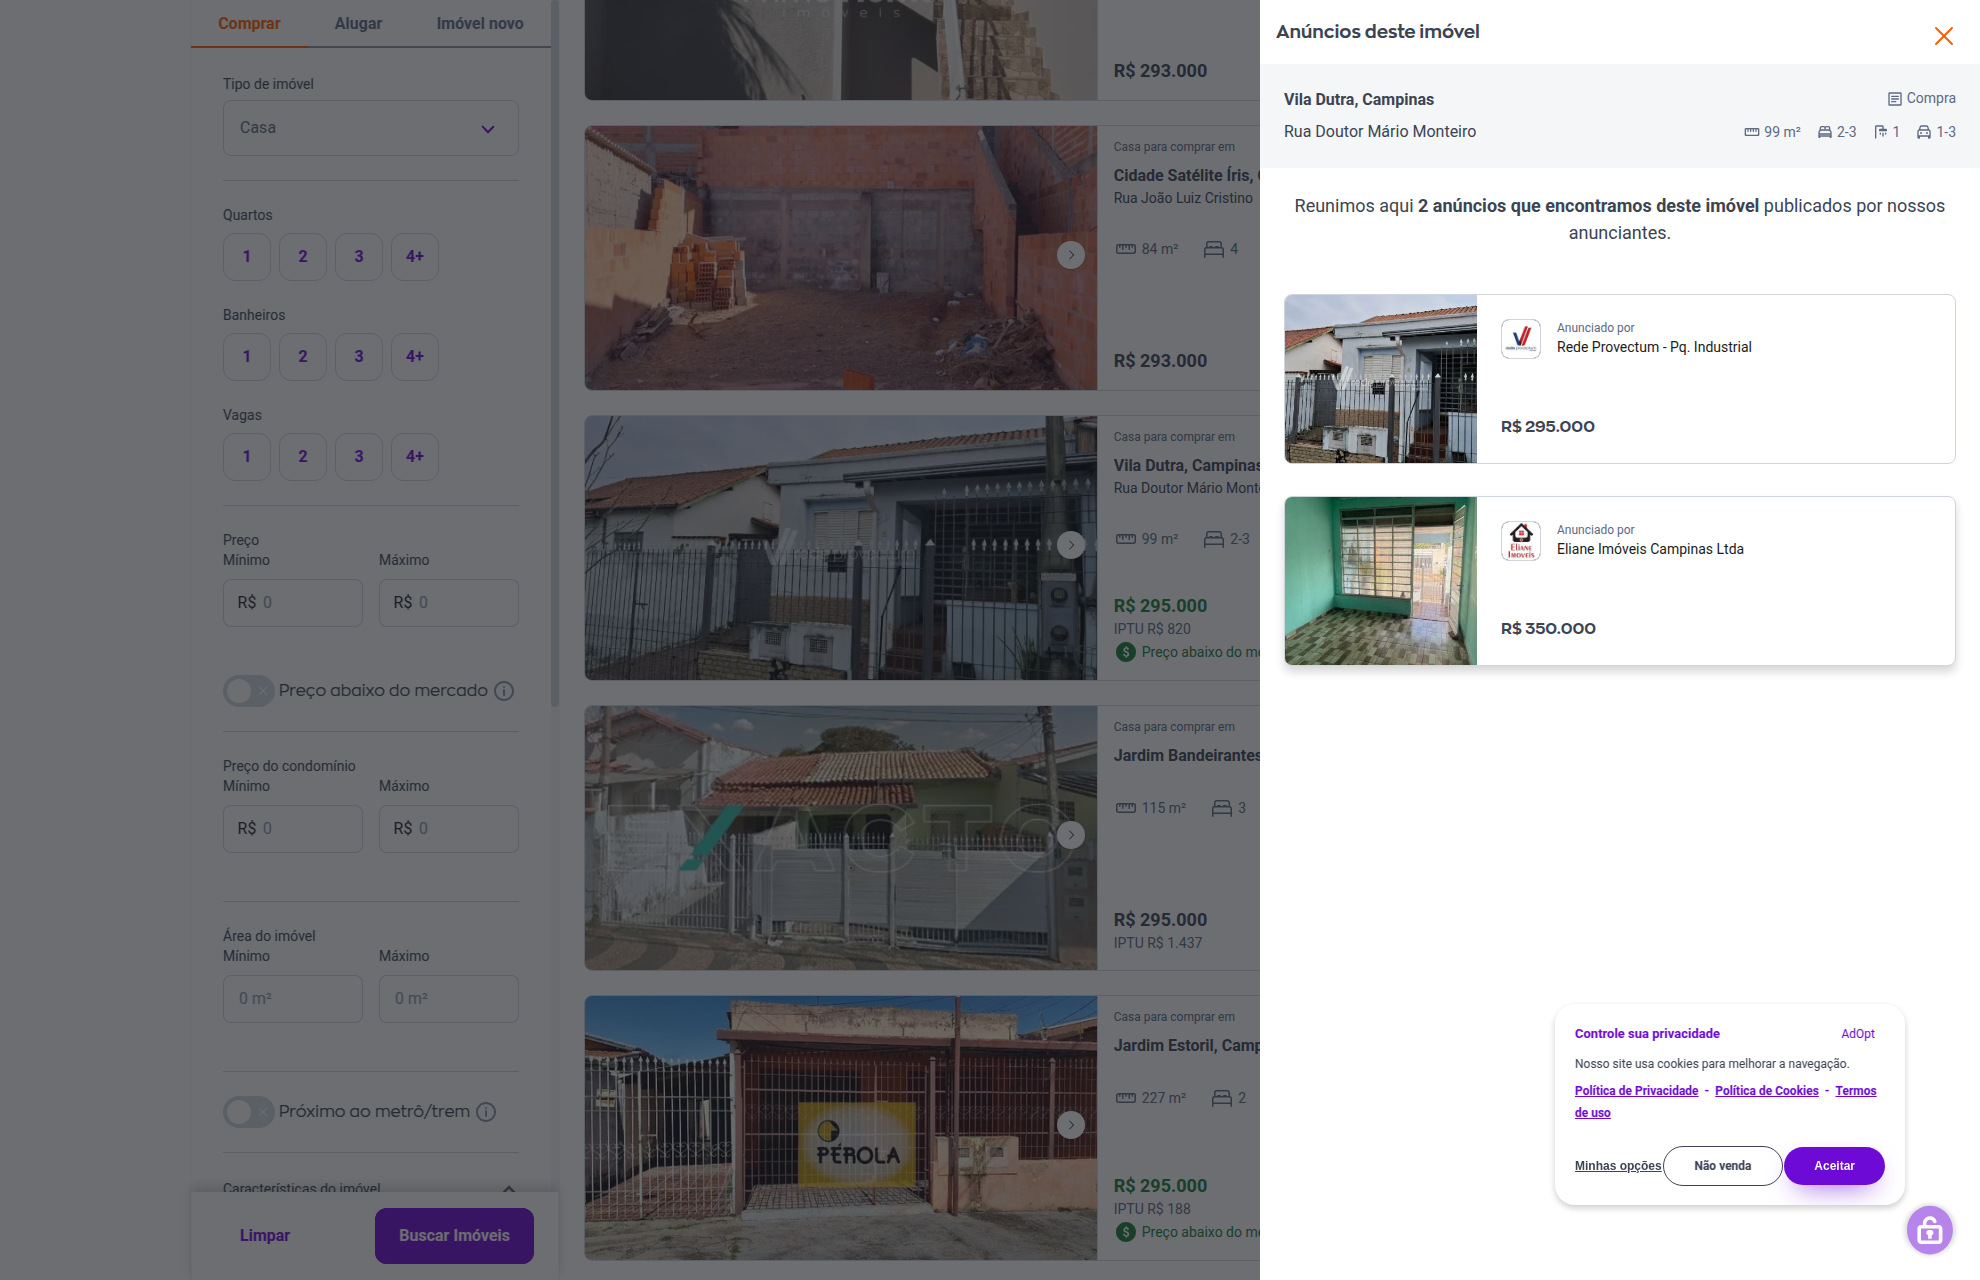 Comprar
Alugar
Imóvel novo
Tipo de imóvel
Casa
Quartos
1
2
3
4+
Banheiros
1
2
3
4+
Vagas
1
2
3
4+
Preço
Mínimo
Máximo
R$ 0
R$ 0
Preço abaixo do mercado
Preço do condomínio
Mínimo
Máximo
R$ 0
R$ 0
Área do imóvel
Mínimo
Máximo
0 m²
0 m²
Próximo ao metrô/trem
Características do imóvel
Limpar
Buscar Imóveis
imóveis
R$ 293.000
Casa para comprar em
Cidade Satélite Íris,
Rua João Luiz Cristino
84 m²
4
R$ 293.000
Casa para comprar em
Vila Dutra, Campinas
Rua Doutor Mário Monte
99 m²
2-3
R$ 295.000
IPTU R$ 820
Preço abaixo do me
EXACTO
Casa para comprar em
Jardim Bandeirantes
115 m²
3
R$ 295.000
IPTU R$ 1.437
PÉROLA
Casa para comprar em
Jardim Estoril, Camp
227 m²
2
R$ 295.000
IPTU R$ 188
Preço abaixo do me
Anúncios deste imóvel
Vila Dutra, Campinas
Compra
Rua Doutor Mário Monteiro
99 m²
2-3
1
1-3
Reunimos aqui 2 anúncios que encontramos deste imóvel publicados por nossos
anunciantes.
Anunciado por
Rede Provectum - Pq. Industrial
R$ 295.000
Eliane
Imóveis
Anunciado por
Eliane Imóveis Campinas Ltda
R$ 350.000
Controle sua privacidade
AdOpt
Nosso site usa cookies para melhorar a navegação.
Política de Privacidade - Política de Cookies - Termos
de uso
Minhas opções
Não venda
Aceitar